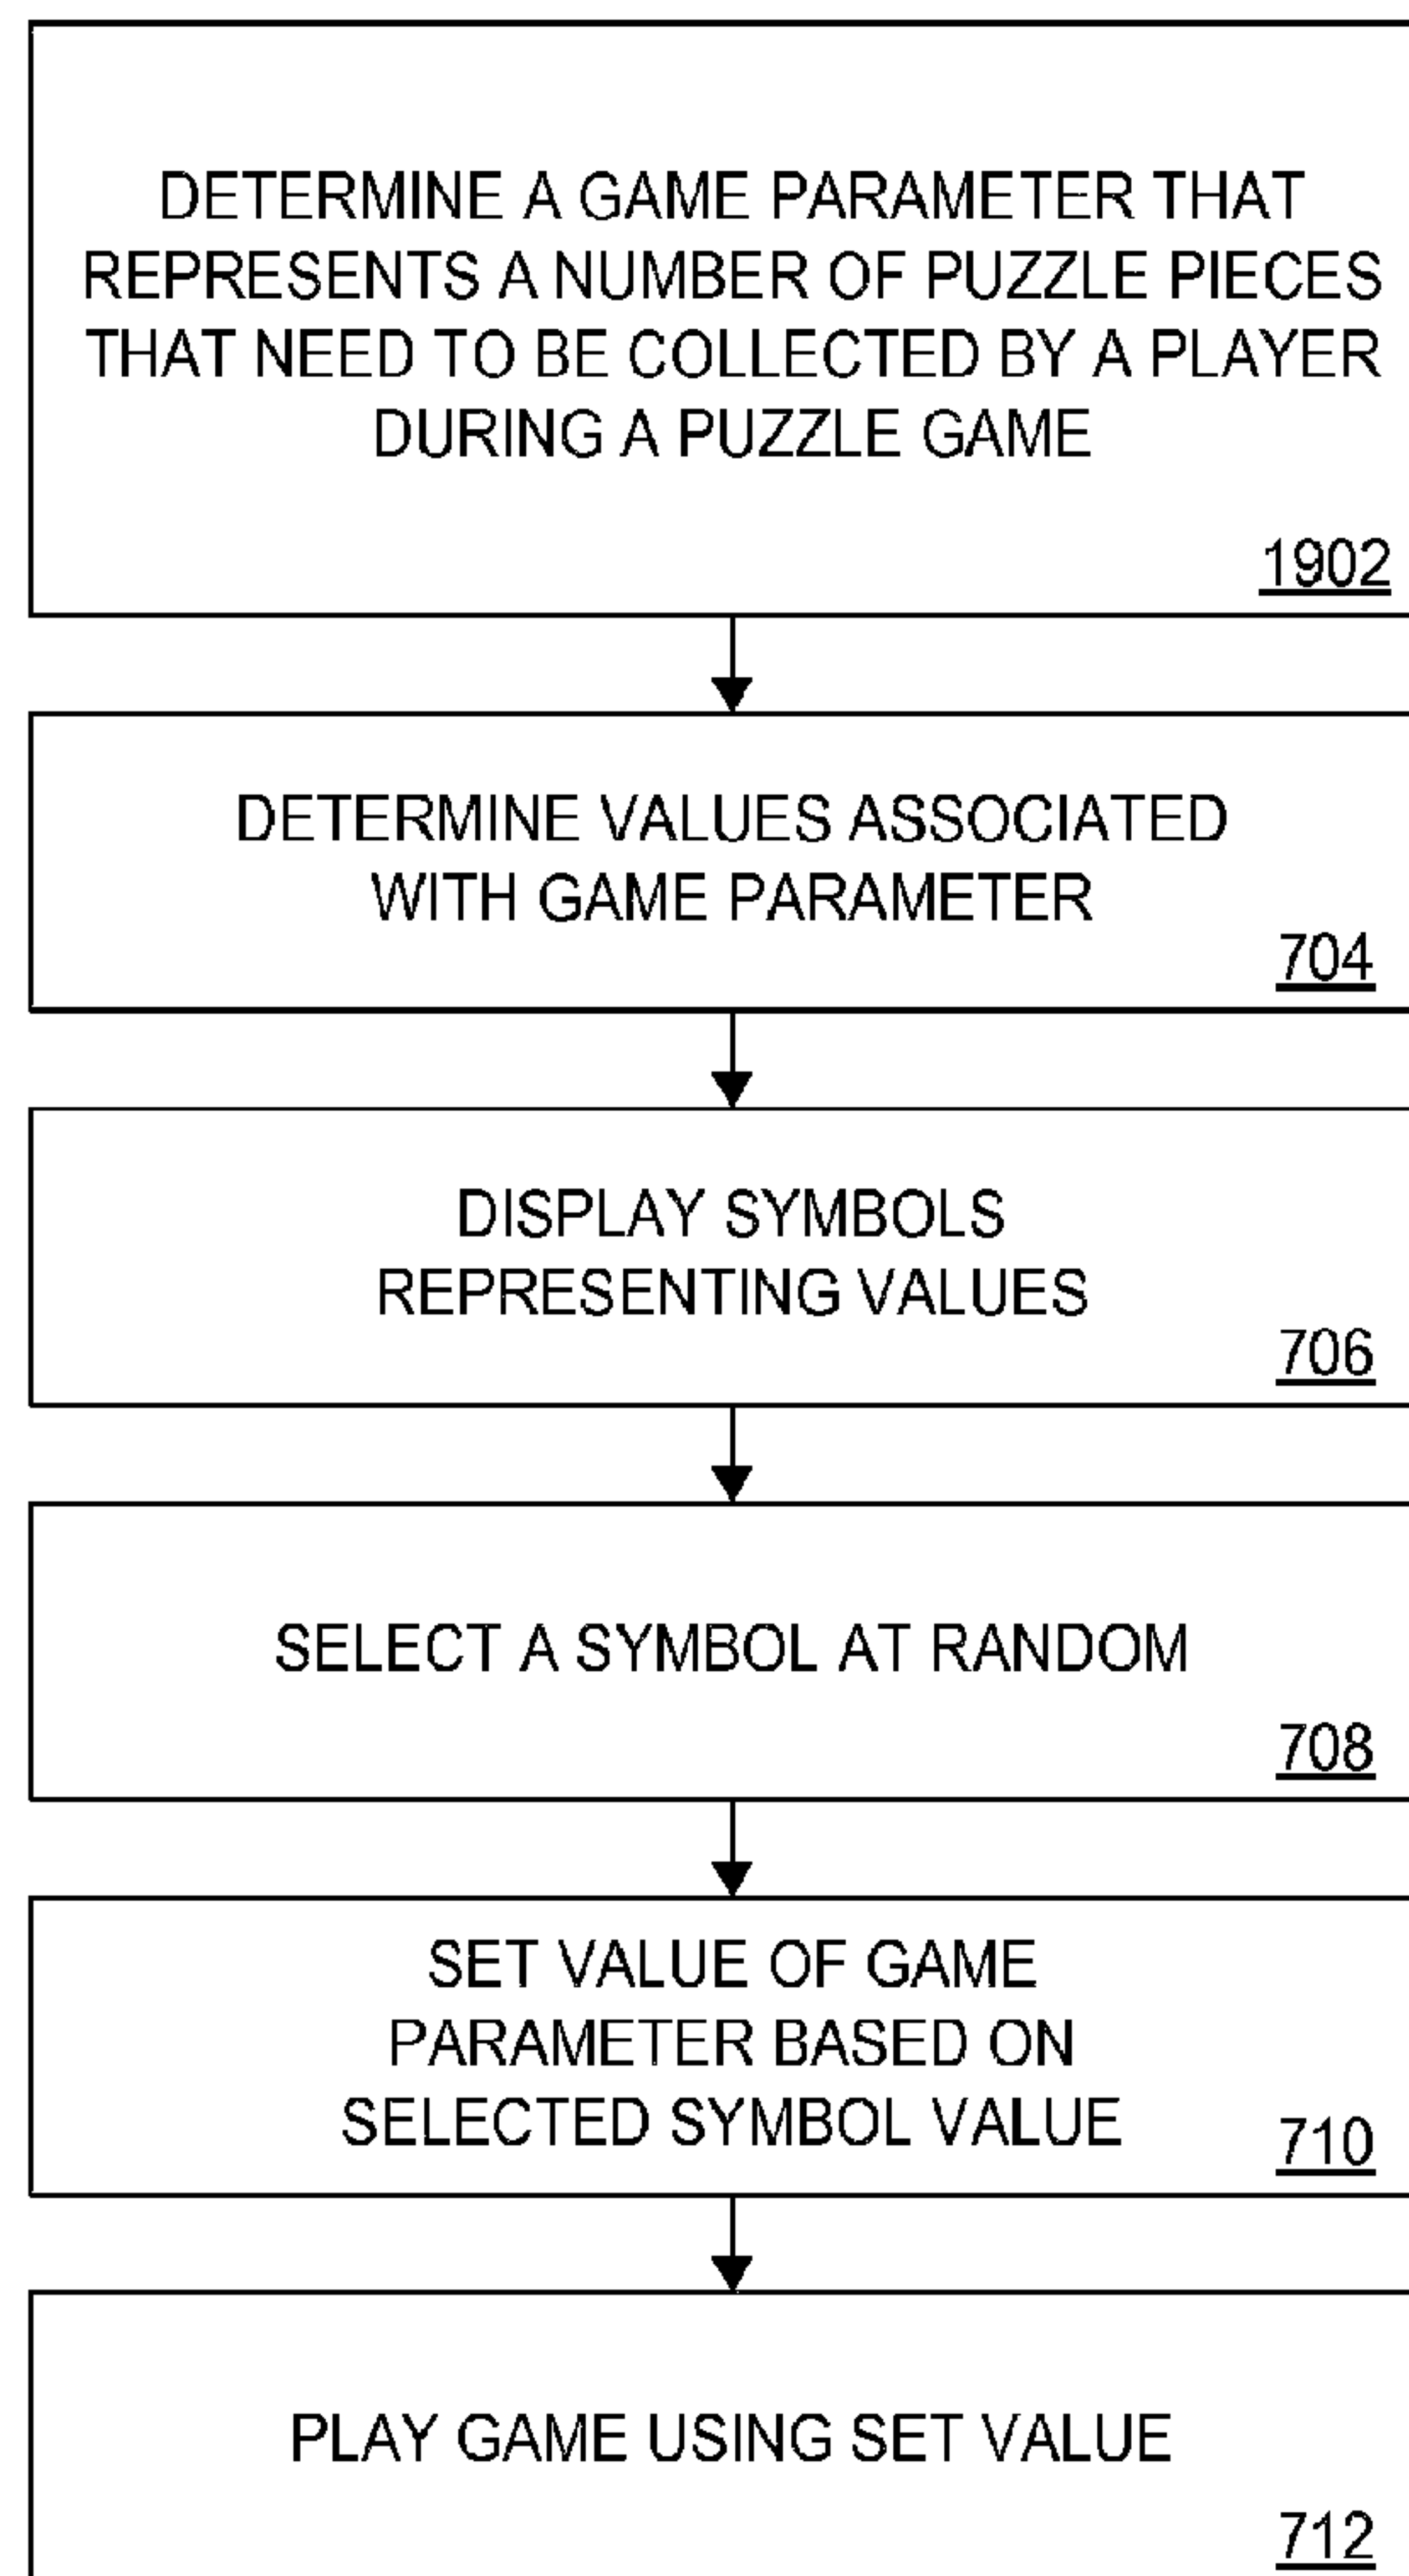 DETERMINE A GAME PARAMETER THAT
REPRESENTS A NUMBER OF PUZZLE PIECES
THAT NEED TO BE COLLECTED BY A PLAYER
DURING A PUZZLE GAME
1902
DETERMINE VALUES ASSOCIATED
WITH GAME PARAMETER
704
DISPLAY SYMBOLS
REPRESENTING VALUES
706
SELECT A SYMBOL AT RANDOM
708
SET VALUE OF GAME
PARAMETER BASED ON
SELECTED SYMBOL VALUE
710
PLAY GAME USING SET VALUE
712